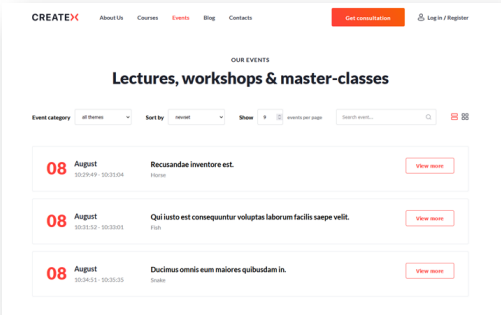 CREATEX
About Us
Courses
Events
Blog
Contacts
Get consultation
Log in / Register
OUR EVENTS
Lectures, workshops & master-classes
Event category
all themes
Sort by
newset
Show
9
events per page
Search event...
08
August
10:29:49 - 10:31:04
Recusandae inventore est.
Horse
View more
08
August
10:31:52 - 10:33:01
Qui iusto est consequuntur voluptas laborum facilis saepe velit.
Fish
View more
08
August
10:34:51 - 10:35:35
Ducimus omnis eum maiores quibusdam in.
Snake
View more